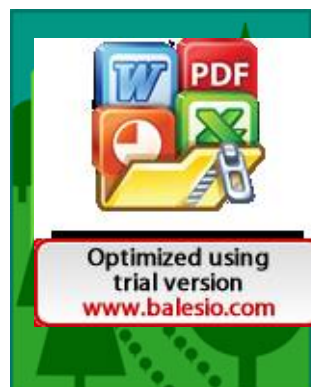 W
PDF
X
Optimized using
trial version
www.balesio.com